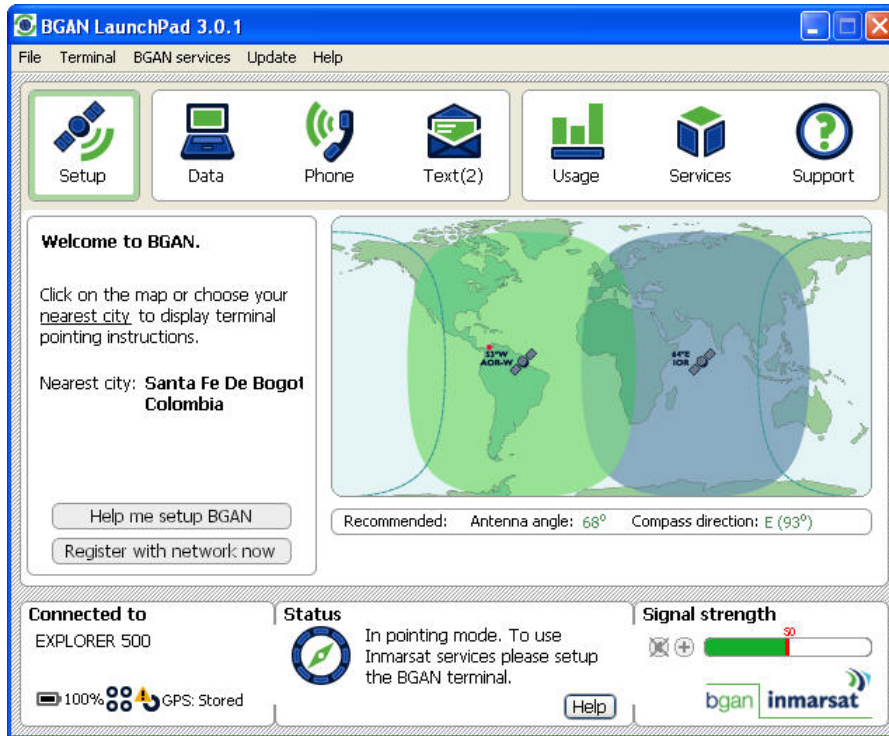 BGAN LaunchPad 3.0.1
File Terminal BGAN services Update Help
Setup Data Phone Text(2) Usage Services Support
Welcome to BGAN.
Click on the map or choose your
nearest city to display terminal
pointing instructions.
Nearest city: Santa Fe De Bogot
Colombia
Help me setup BGAN
Register with network now
53°W
AOR-W
64°E
IOR
Recommended: Antenna angle: 68° Compass direction: E (93°)
Connected to
EXPLORER 500
100% GPS: Stored
Status
In pointing mode. To use
Inmarsat services please setup
the BGAN terminal.
Help
Signal strength
50
bgan inmarsat